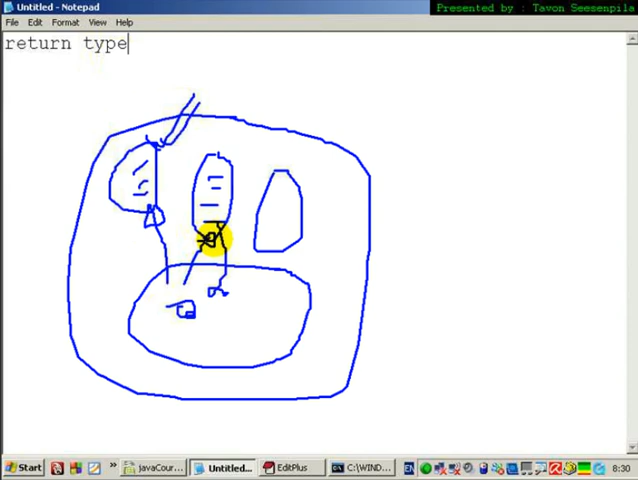 Untitled - Notepad
Presented by : Tavon Seesenpila
File Edit Format View Help
return type
Start
»
javaCour...
Untitled...
EditPlus
C:\WIND...
EN
8:30